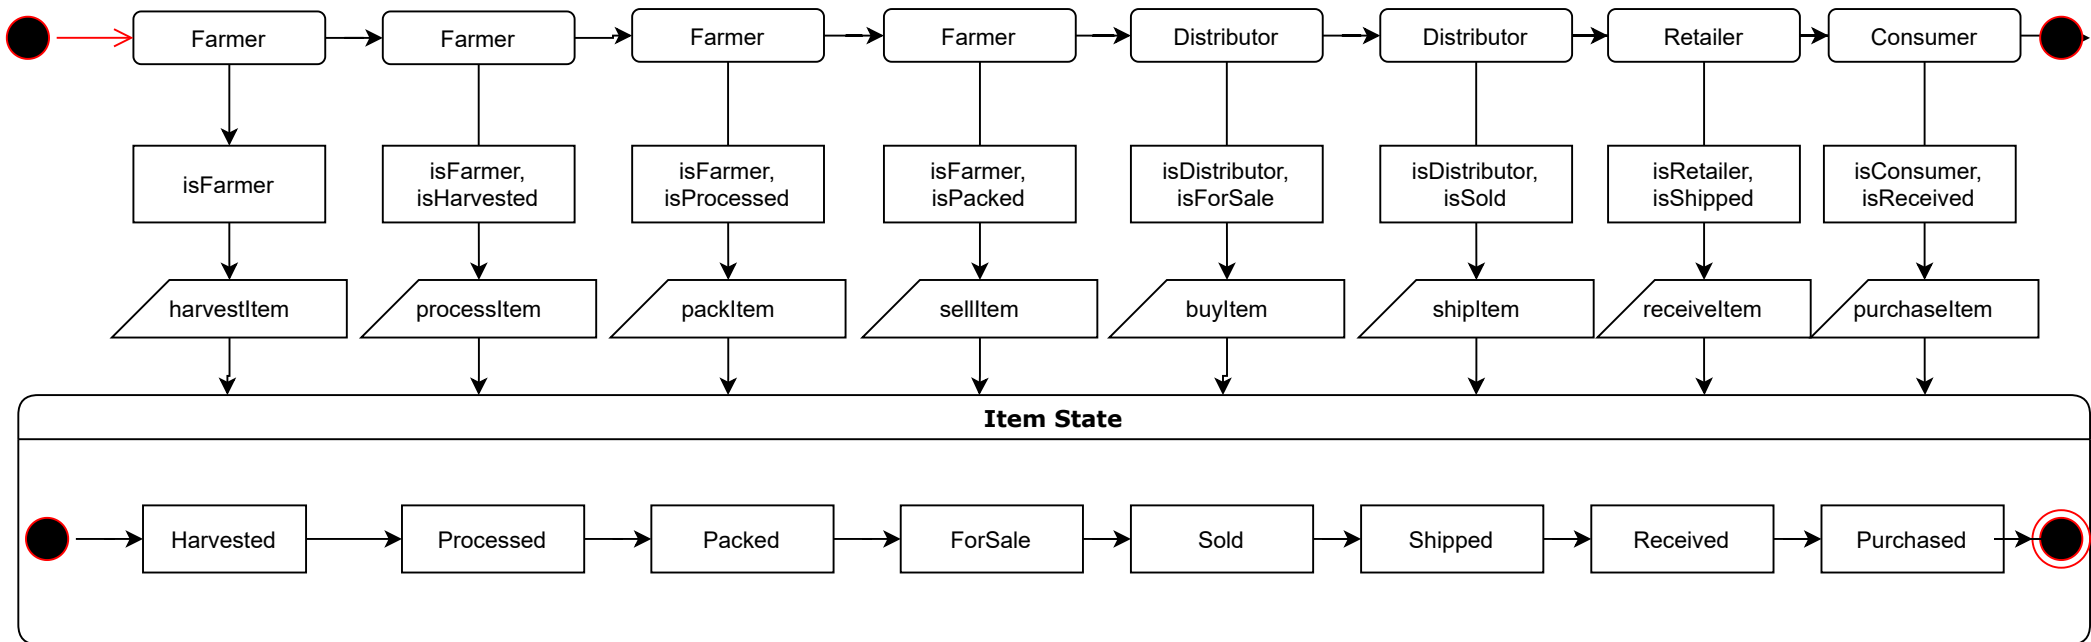 Farmer
Farmer
Farmer
Farmer
Distributor
Distributor
Retailer
Consumer
isFarmer
isFarmer,
isHarvested
isFarmer,
isProcessed
isFarmer,
isPacked
isDistributor,
isForSale
isDistributor,
isSold
isRetailer,
isShipped
isConsumer,
isReceived
harvestItem
processItem
packItem
sellItem
buyItem
shipItem
receiveItem
purchaseItem
Item State
Harvested
Processed
Packed
ForSale
Sold
Shipped
Received
Purchased